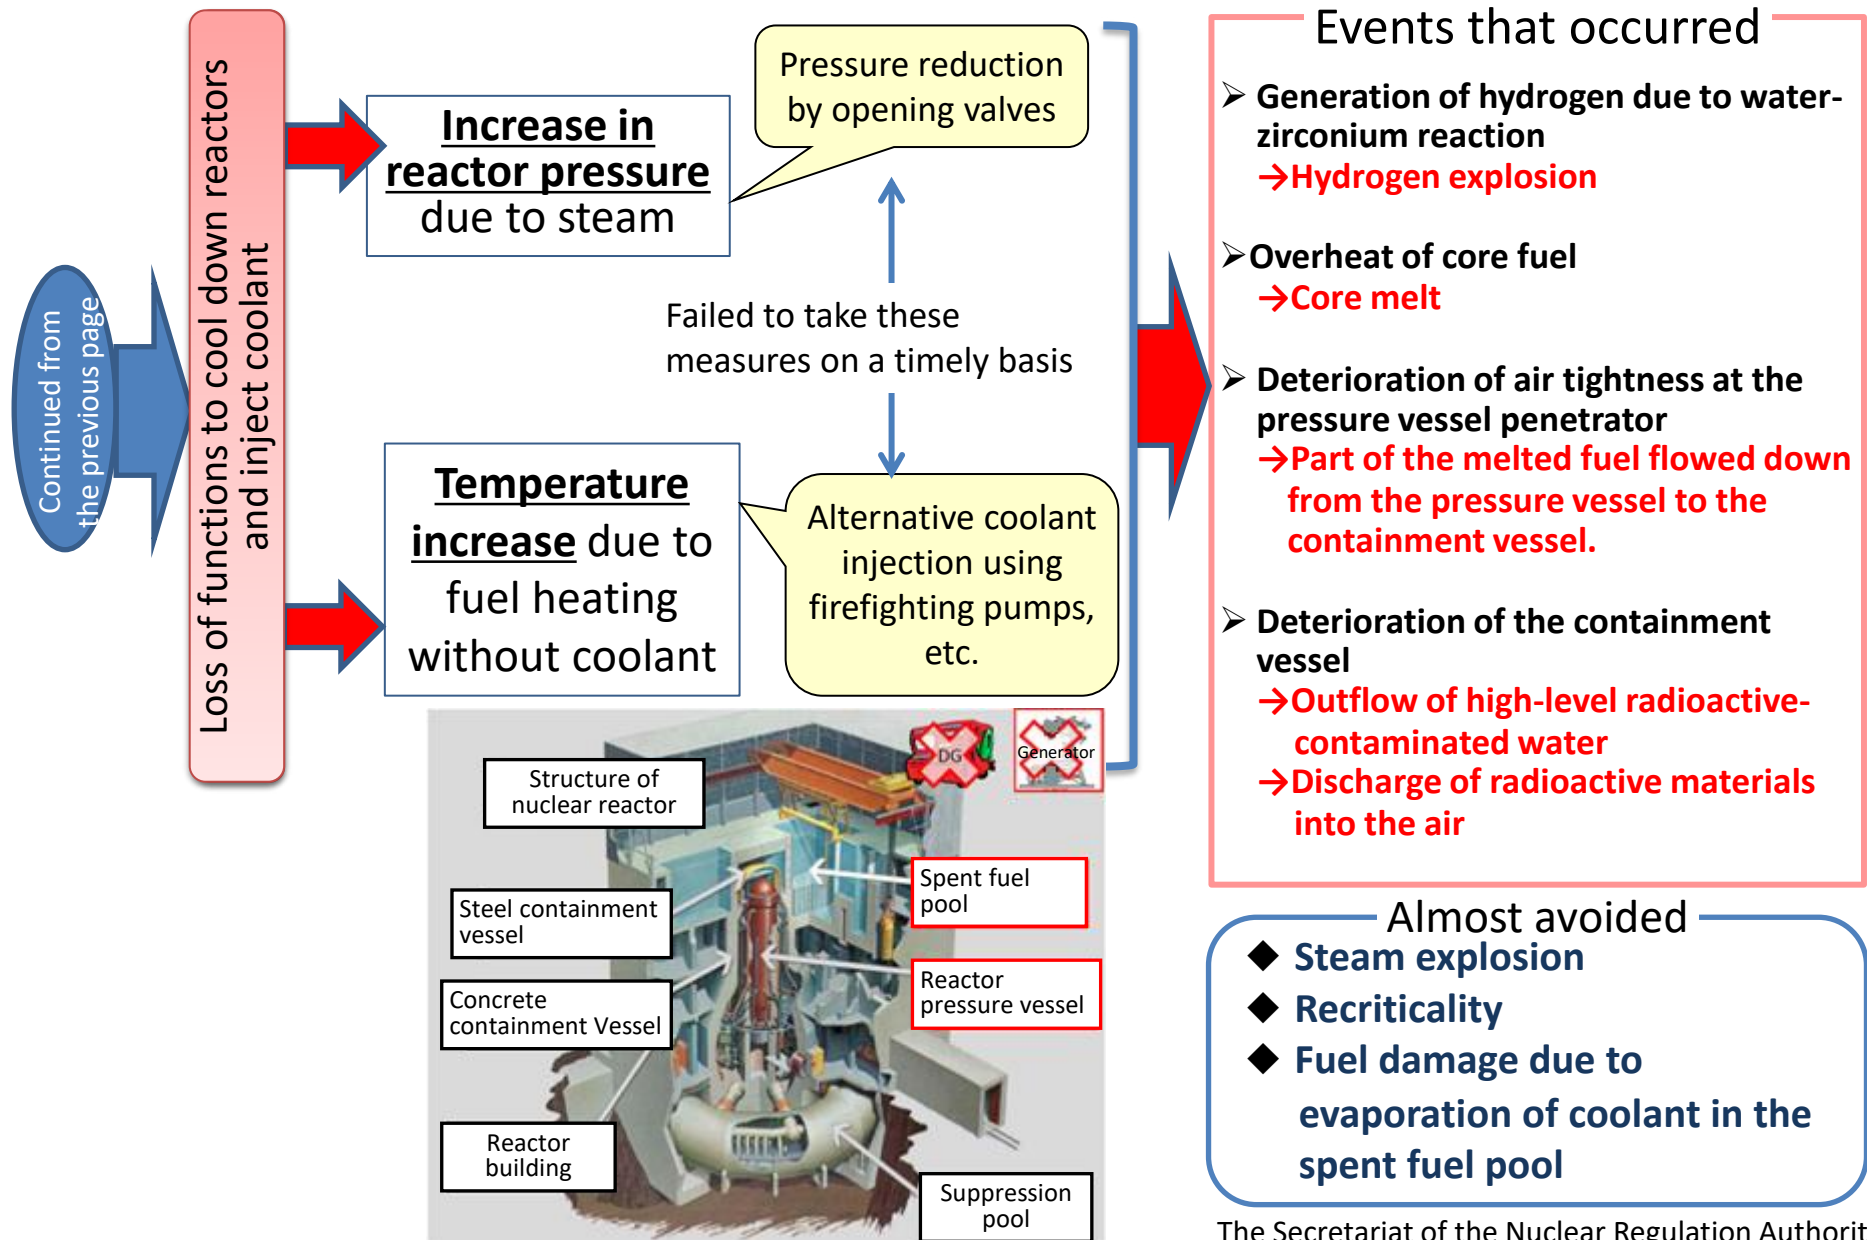 Continued from
the previous page
Loss of functions to cool down reactors
and inject coolant
Increase in
reactor pressure
due to steam
Pressure reduction
by opening valves
Failed to take these
measures on a timely basis
Temperature
increase due to
fuel heating
without coolant
Alternative coolant
injection using
firefighting pumps,
etc.
Structure of
nuclear reactor
DG
Generator
Steel containment
vessel
Concrete
containment Vessel
Reactor
building
Spent fuel
pool
Reactor
pressure vessel
Suppression
pool
Events that occurred
➢ Generation of hydrogen due to water-
zirconium reaction
→Hydrogen explosion
➢Overheat of core fuel
→Core melt
➢ Deterioration of air tightness at the
pressure vessel penetrator
→Part of the melted fuel flowed down
from the pressure vessel to the
containment vessel.
➢ Deterioration of the containment
vessel
→Outflow of high-level radioactive-
contaminated water
→Discharge of radioactive materials
into the air
Almost avoided
◆ Steam explosion
◆ Recriticality
◆ Fuel damage due to
evaporation of coolant in the
spent fuel pool
The Secretariat of the Nuclear Regulation Authorit